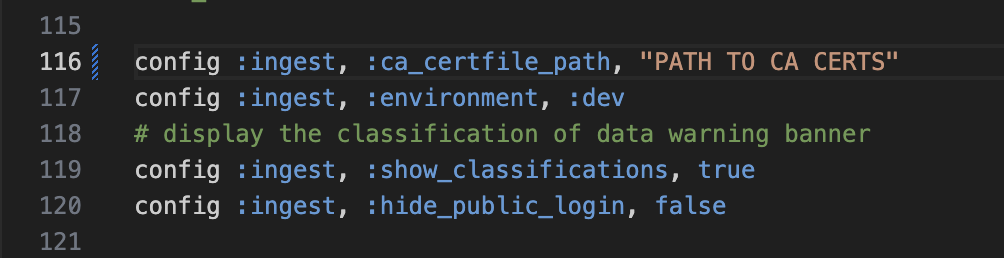 115
116 config :ingest, :ca_certfile_path, "PATH TO CA CERTS"
117 config :ingest, :environment, :dev
118 # display the classification of data warning banner
119 config :ingest, :show_classifications, true
120 config :ingest, :hide_public_login, false
121